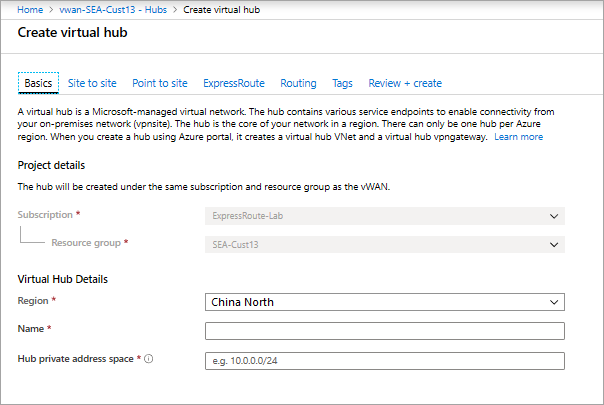 Home > vwan-SEA-Cust13 - Hubs > Create virtual hub
Create virtual hub
Basics Site to site Point to site ExpressRoute Routing Tags Review + create
A virtual hub is a Microsoft-managed virtual network. The hub contains various service endpoints to enable connectivity from
your on-premises network (vpnsite). The hub is the core of your network in a region. There can only be one hub per Azure
region. When you create a hub using Azure portal, it creates a virtual hub VNet and a virtual hub vpngateway. Learn more
Project details
The hub will be created under the same subscription and resource group as the vWAN.
Subscription * ExpressRoute-Lab
Resource group * SEA-Cust13
Virtual Hub Details
Region * China North
Name *
Hub private address space * e.g. 10.0.0.0/24